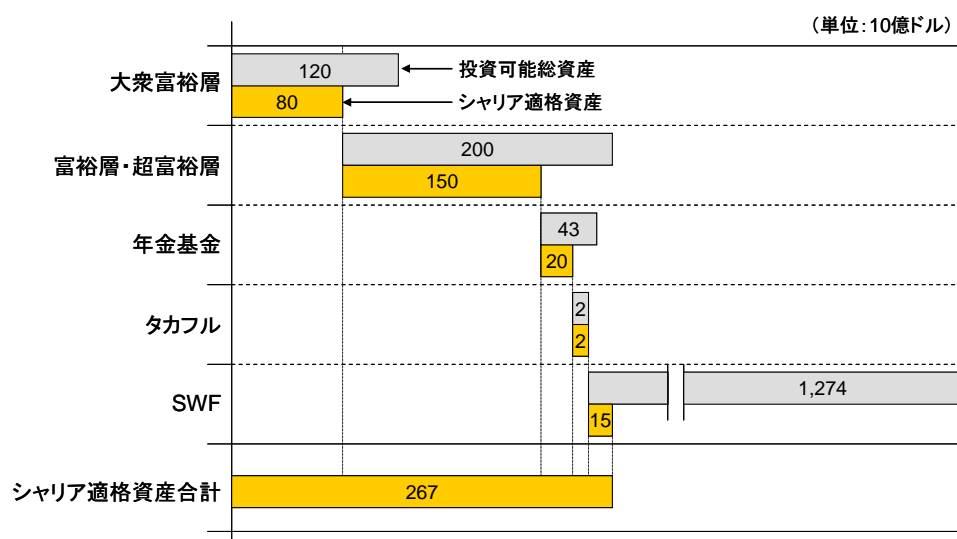 (単位:10億ドル)
大衆富裕層
120
投資可能総資産
80
シャリア適格資産
富裕層・超富裕層
200
150
年金基金
43
20
タカフル
2
2
SWF
1,274
15
シャリア適格資産合計
267